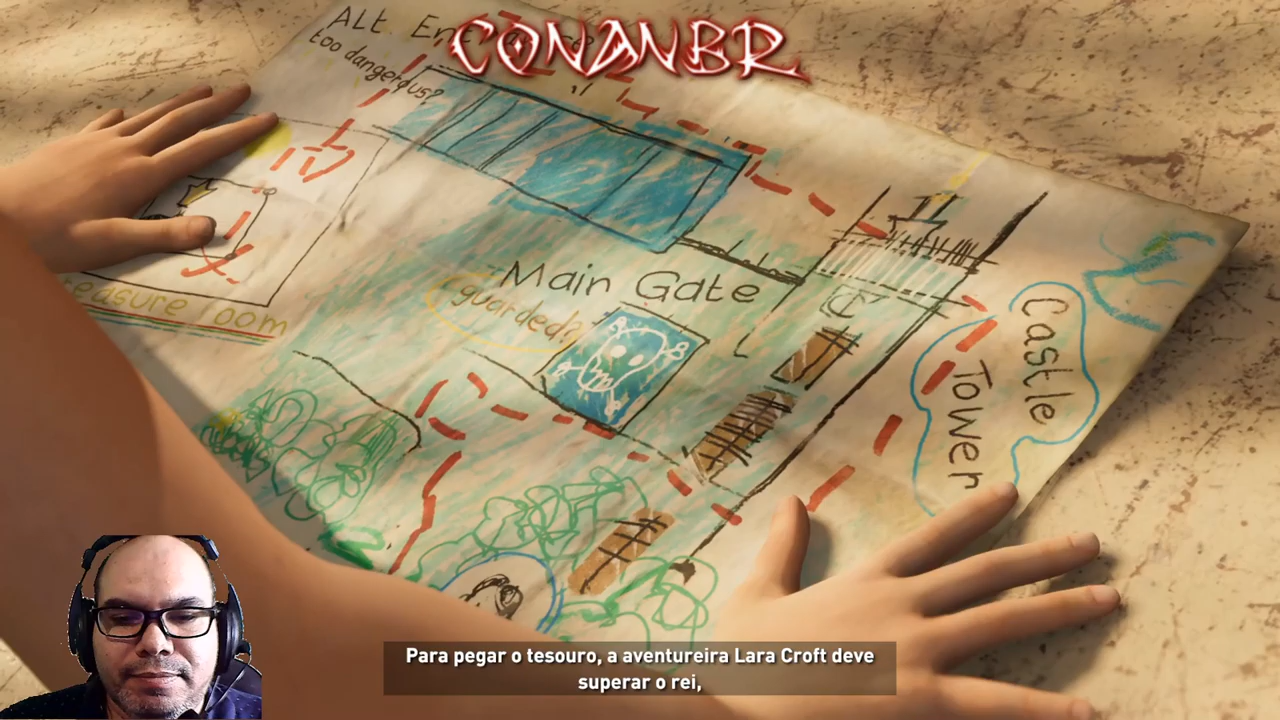 CONANBR
Alt. En
too dangerous?
Main Gate
guarded?
Castle
Tower
treasure room
Para pegar o tesouro, a aventureira Lara Croft deve
superar o rei,